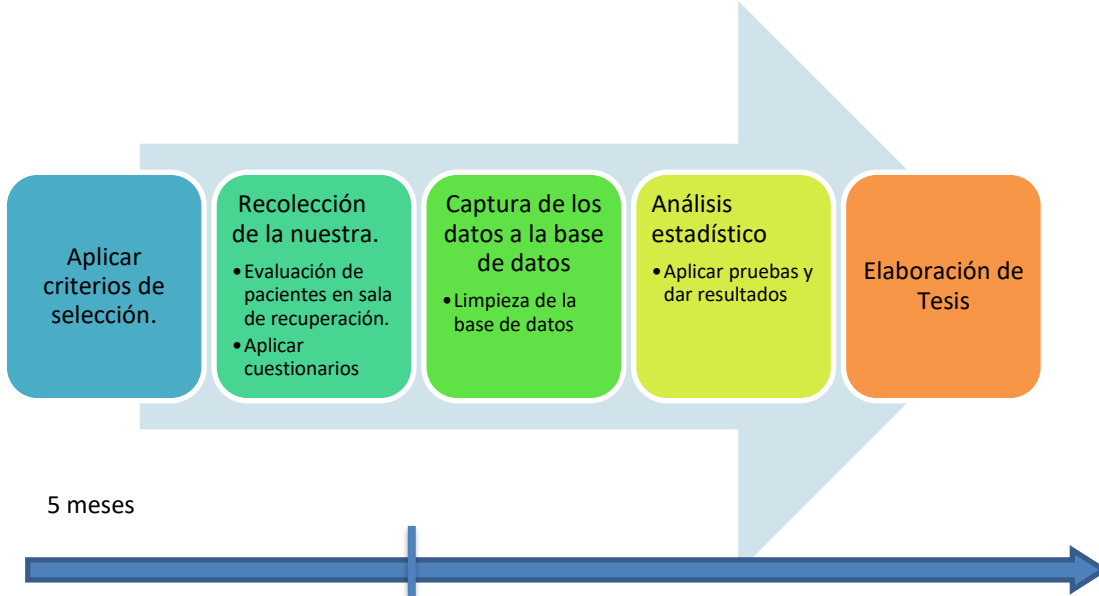 Aplicar
criterios de
selección.
Recolección
de la nuestra.
•Evaluación de
pacientes en sala
de recuperación.
•Aplicar
cuestionarios
Captura de los
datos a la base
de datos
•Limpieza de la
base de datos
Análisis
estadístico
•Aplicar pruebas y
dar resultados
Elaboración de
Tesis
5 meses